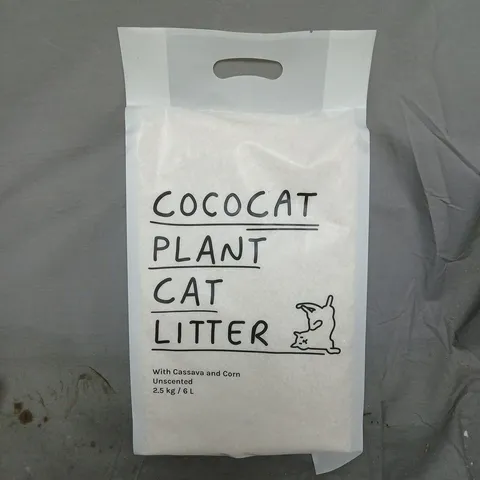 COCOCAT
PLANT
CAT
LITTER
With Cassava and Corn
Unscented
2.5 kg / 6 L